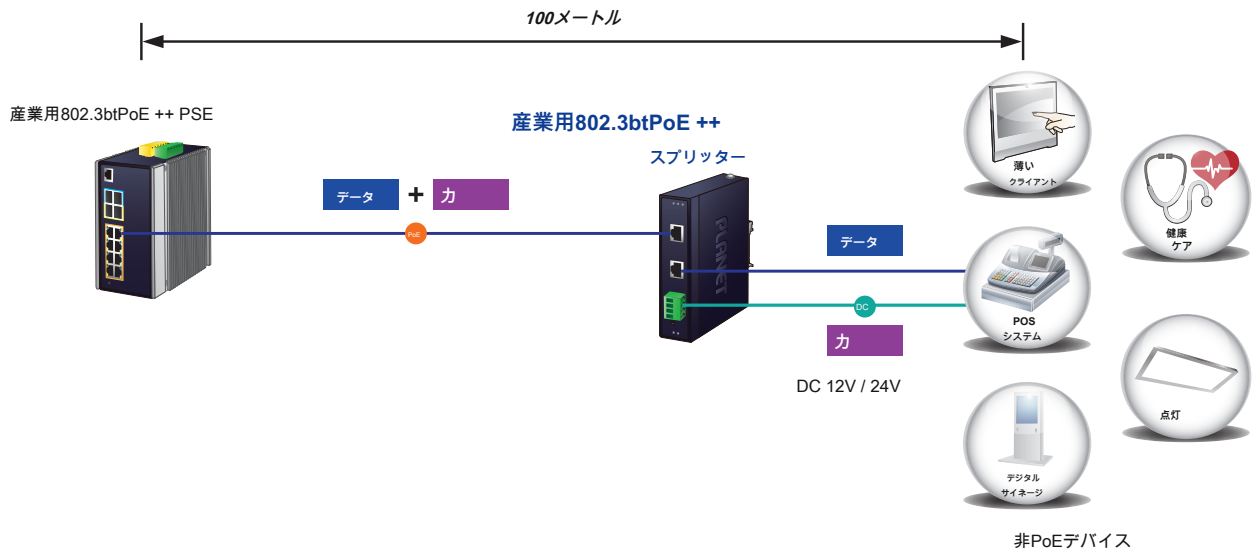 100メートル
産業用802.3btPoE ++ PSE
産業用802.3btPoE ++
スプリッター
データ + 力
PoE
PLANET
データ
DC
力
DC 12V / 24V
薄い
クライアント
健康
ケア
POS
システム
点灯
デジタル
サイネージ
非PoEデバイス